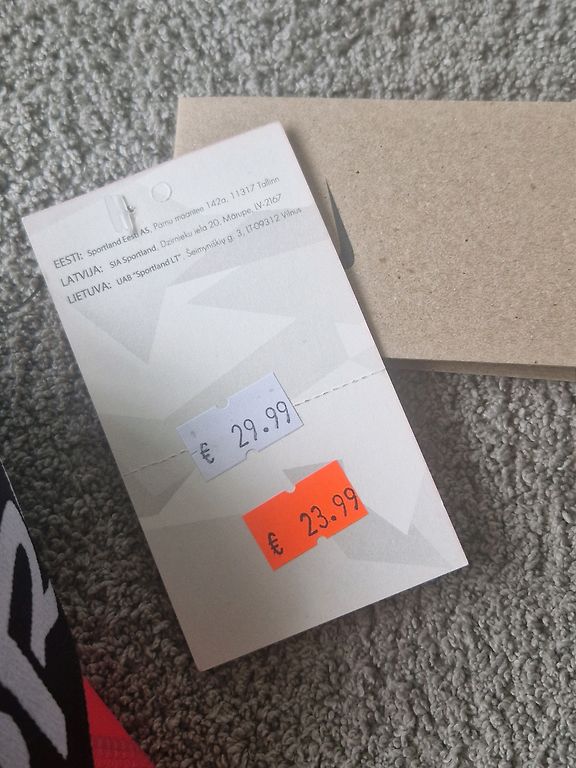 EESTI: Sportland Eesti AS, Pärnu maantee 142a, 11317 Tallinn
LATVIJA: SIA Sportland, Dzirnieku iela 20, Mārupe, LV-2167
LIETUVA: UAB "Sportland LT", Šeimyniškių g. 3, LT-09312 Vilnius
€ 29.99
€ 23.99